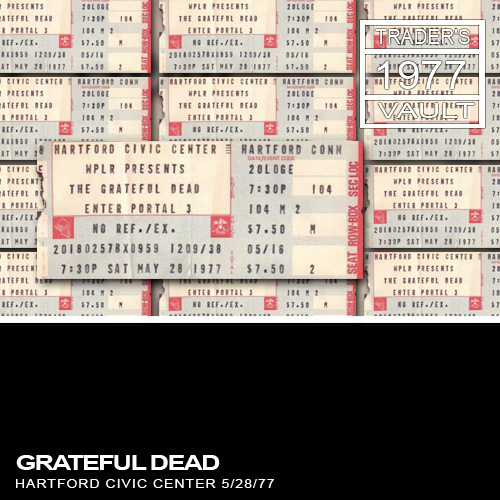 TRADER'S
1977
VAULT
HARTFORD CIVIC CENTER
WPLR PRESENTS
THE GRATEFUL DEAD
ENTER PORTAL 3
NO REF./EX.
20180257BX0959 1209/38
7:30P SAT MAY 28,1977
HARTFORD CONN
DATE/EVENT CODE
20LOGE
7:30P 104
104 M 2
$7.50 M
05/16
$7.50 2
TOTAL
SEAT ROW-BOX SEC LOC
GRATEFUL DEAD
HARTFORD CIVIC CENTER 5/28/77